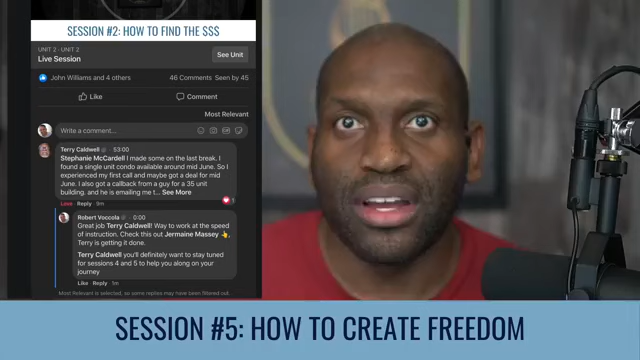 SESSION #2: HOW TO FIND THE SSS
UNIT 2 - UNIT 2
Live Session
See Unit
John Williams and 4 others
46 Comments Seen by 45
Like
Comment
Most Relevant
Write a comment...
GIF
Terry Caldwell · 53:00
Stephanie McCardell I made some on the last break. I
found a single unit condo available around mid June. So I
experienced my first call and maybe got a deal for mid
June. I also got a callback from a guy for a 35 unit
building, and he is emailing me t... See More
1
Love · Reply · 9m
Robert Voccola · 0:00
Great job Terry Caldwell! Way to work at the speed
of instruction. Check this out Jermaine Massey 👆.
Terry is getting it done.
Terry Caldwell you'll definitely want to stay tuned
for sessions 4 and 5 to help you along on your
journey
Like · Reply · 1m
Most Relevant is selected, so some replies may have been filtered out.
SESSION #5: HOW TO CREATE FREEDOM